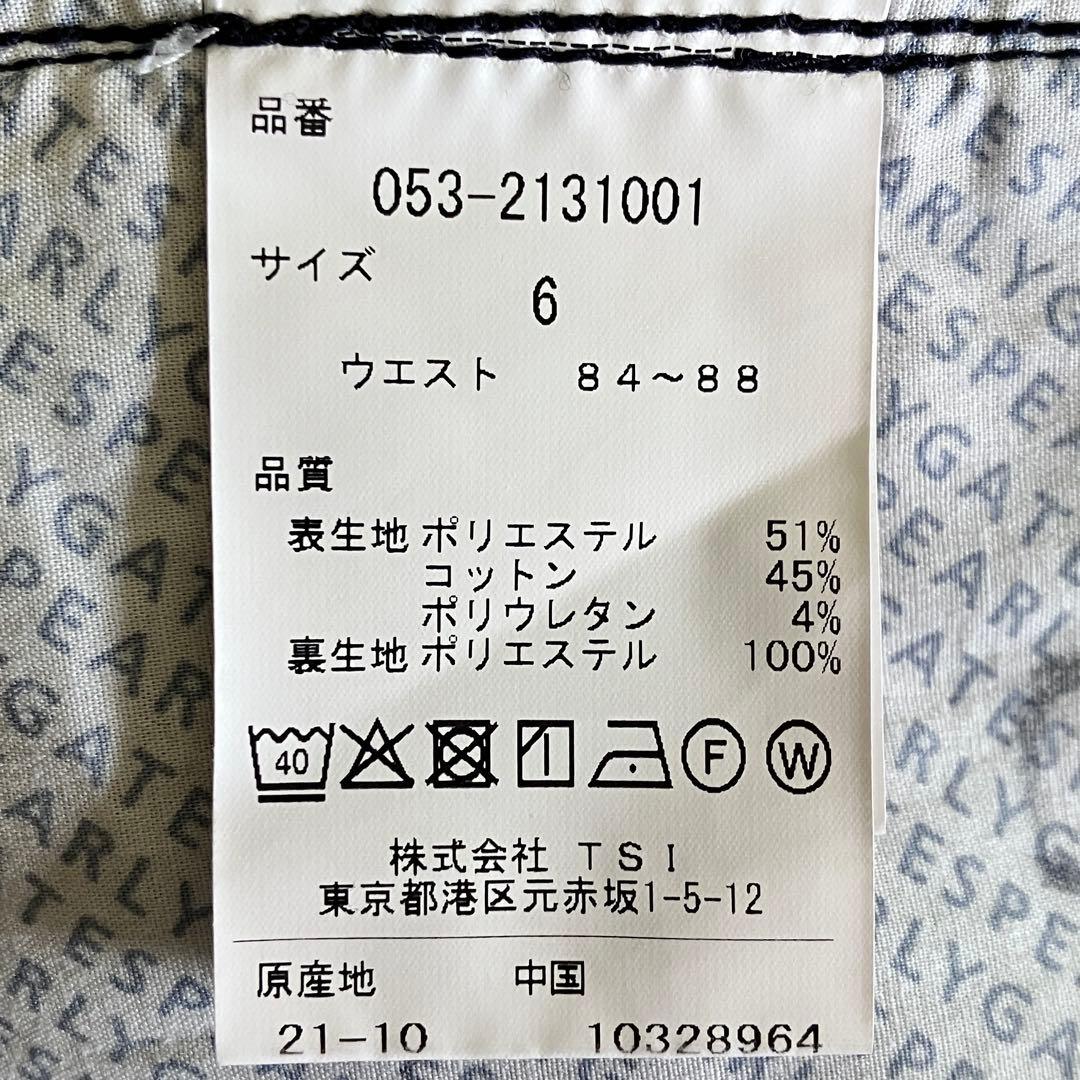 品番
053-2131001
サイズ
6
ウエスト 84～88
品質
表生地 ポリエステル 51%
コットン 45%
ポリウレタン 4%
裏生地 ポリエステル 100%
40 F W
株式会社 TSI
東京都港区元赤坂1-5-12
原産地 中国
21-10 10328964
PEARLYGATES